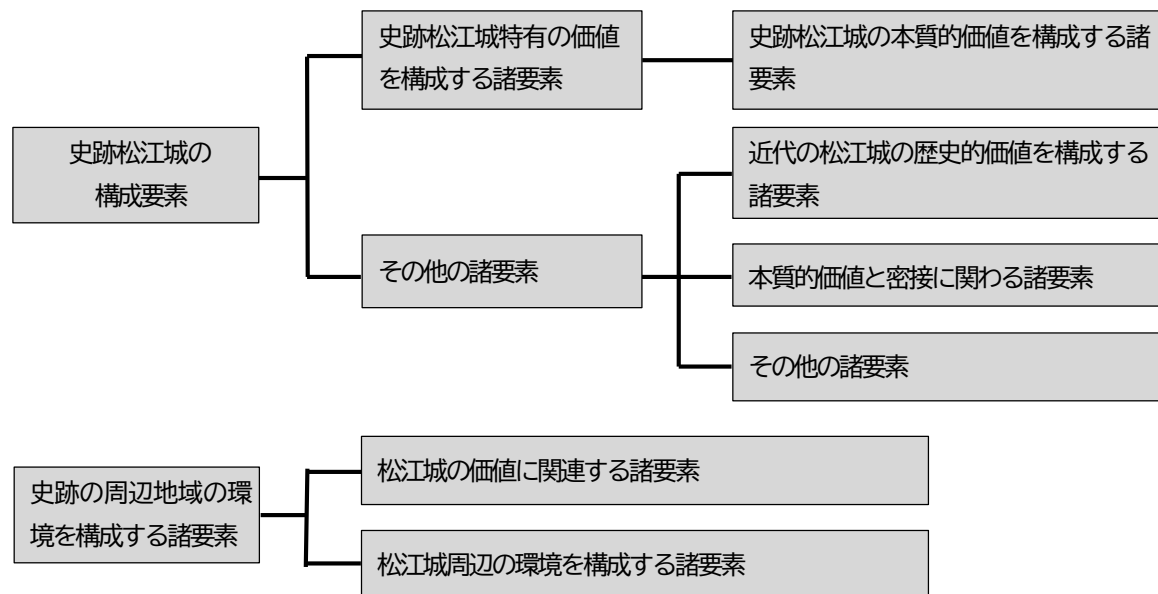 史跡松江城の
構成要素
史跡松江城特有の価値
を構成する諸要素
史跡松江城の本質的価値を構成する諸
要素
その他の諸要素
近代の松江城の歴史的価値を構成する
諸要素
本質的価値と密接に関わる諸要素
その他の諸要素
史跡の周辺地域の環
境を構成する諸要素
松江城の価値に関連する諸要素
松江城周辺の環境を構成する諸要素